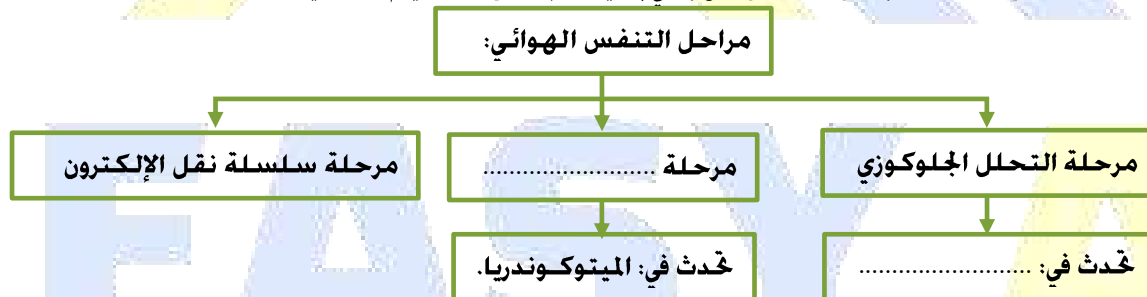 مراحل التنفس الهوائي:
مرحلة التحلل الجلوكوزي
مرحلة .........................
مرحلة سلسلة نقل الإلكترون
تحدث في: .........................
تحدث في: الميتوكوندريا.